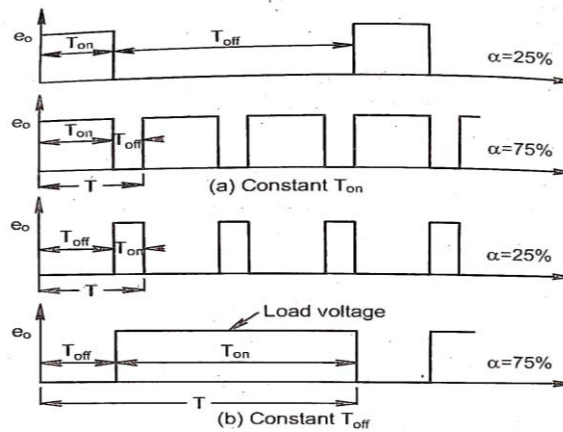 eo Ton Toff α=25%
eo Ton Toff α=75%
T
(a) Constant Ton
eo Toff Ton α=25%
T
Load voltage
eo Toff Ton α=75%
T
(b) Constant Toff